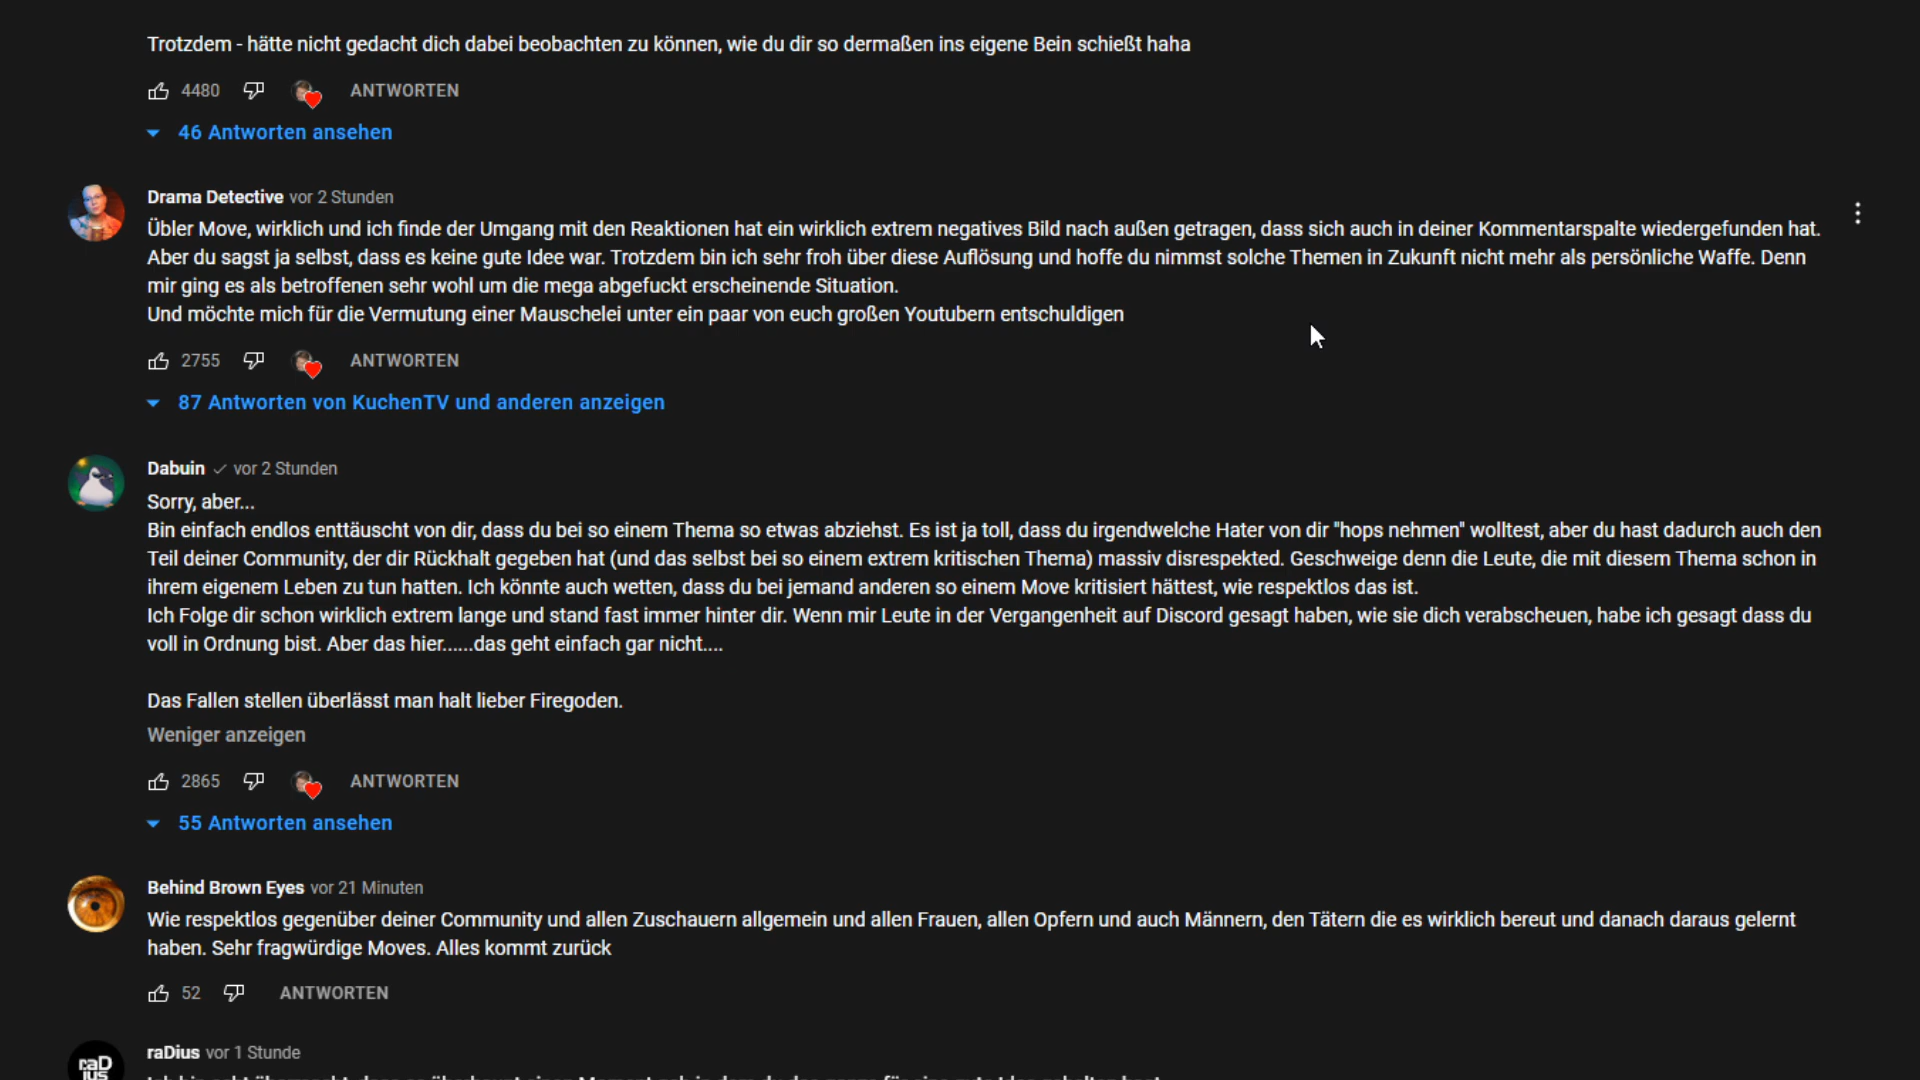 Trotzdem - hätte nicht gedacht dich dabei beobachten zu können, wie du dir so dermaßen ins eigene Bein schießt haha
4480 ANTWORTEN
46 Antworten ansehen
Drama Detective vor 2 Stunden
Übler Move, wirklich und ich finde der Umgang mit den Reaktionen hat ein wirklich extrem negatives Bild nach außen getragen, dass sich auch in deiner Kommentarspalte wiedergefunden hat.
Aber du sagst ja selbst, dass es keine gute Idee war. Trotzdem bin ich sehr froh über diese Auflösung und hoffe du nimmst solche Themen in Zukunft nicht mehr als persönliche Waffe. Denn
mir ging es als betroffenen sehr wohl um die mega abgefuckt erscheinende Situation.
Und möchte mich für die Vermutung einer Mauschelei unter ein paar von euch großen Youtubern entschuldigen
2755 ANTWORTEN
87 Antworten von KuchenTV und anderen anzeigen
Dabuin vor 2 Stunden
Sorry, aber...
Bin einfach endlos enttäuscht von dir, dass du bei so einem Thema so etwas abziehst. Es ist ja toll, dass du irgendwelche Hater von dir "hops nehmen" wolltest, aber du hast dadurch auch den
Teil deiner Community, der dir Rückhalt gegeben hat (und das selbst bei so einem extrem kritischen Thema) massiv disrespekted. Geschweige denn die Leute, die mit diesem Thema schon in
ihrem eigenem Leben zu tun hatten. Ich könnte auch wetten, dass du bei jemand anderen so einem Move kritisiert hättest, wie respektlos das ist.
Ich Folge dir schon wirklich extrem lange und stand fast immer hinter dir. Wenn mir Leute in der Vergangenheit auf Discord gesagt haben, wie sie dich verabscheuen, habe ich gesagt dass du
voll in Ordnung bist. Aber das hier......das geht einfach gar nicht....
Das Fallen stellen überlässt man halt lieber Firegoden.
Weniger anzeigen
2865 ANTWORTEN
55 Antworten ansehen
Behind Brown Eyes vor 21 Minuten
Wie respektlos gegenüber deiner Community und allen Zuschauern allgemein und allen Frauen, allen Opfern und auch Männern, den Tätern die es wirklich bereut und danach daraus gelernt
haben. Sehr fragwürdige Moves. Alles kommt zurück
52 ANTWORTEN
raDius vor 1 Stunde